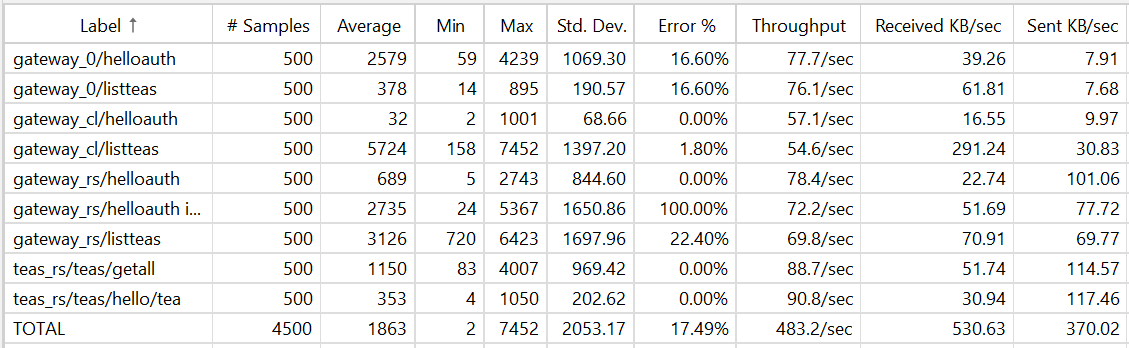 Label ↑ # Samples Average Min Max Std. Dev. Error % Throughput Received KB/sec Sent KB/sec
gateway_0/helloauth 500 2579 59 4239 1069.30 16.60% 77.7/sec 39.26 7.91
gateway_0/listteas 500 378 14 895 190.57 16.60% 76.1/sec 61.81 7.68
gateway_cl/helloauth 500 32 2 1001 68.66 0.00% 57.1/sec 16.55 9.97
gateway_cl/listteas 500 5724 158 7452 1397.20 1.80% 54.6/sec 291.24 30.83
gateway_rs/helloauth 500 689 5 2743 844.60 0.00% 78.4/sec 22.74 101.06
gateway_rs/helloauth i... 500 2735 24 5367 1650.86 100.00% 72.2/sec 51.69 77.72
gateway_rs/listteas 500 3126 720 6423 1697.96 22.40% 69.8/sec 70.91 69.77
teas_rs/teas/getall 500 1150 83 4007 969.42 0.00% 88.7/sec 51.74 114.57
teas_rs/teas/hello/tea 500 353 4 1050 202.62 0.00% 90.8/sec 30.94 117.46
TOTAL 4500 1863 2 7452 2053.17 17.49% 483.2/sec 530.63 370.02